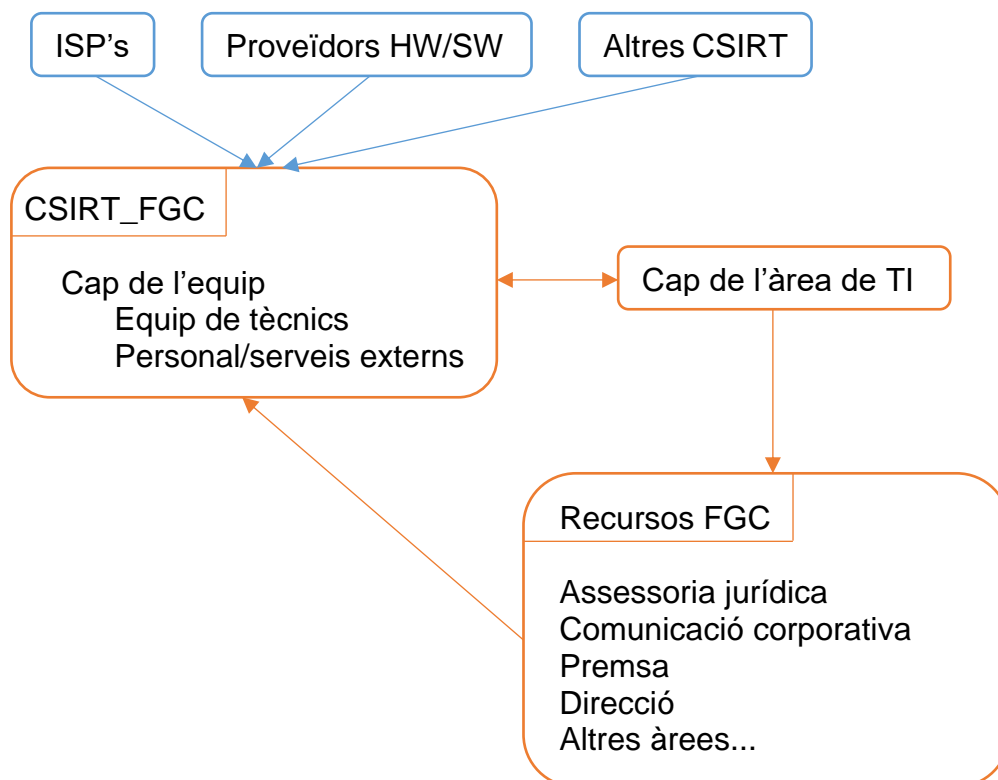 ISP’s
Proveïdors HW/SW
Altres CSIRT
CSIRT_FGC
Cap de l’equip
Equip de tècnics
Personal/serveis externs
Cap de l’àrea de TI
Recursos FGC
Assessoria jurídica
Comunicació corporativa
Premsa
Direcció
Altres àrees...